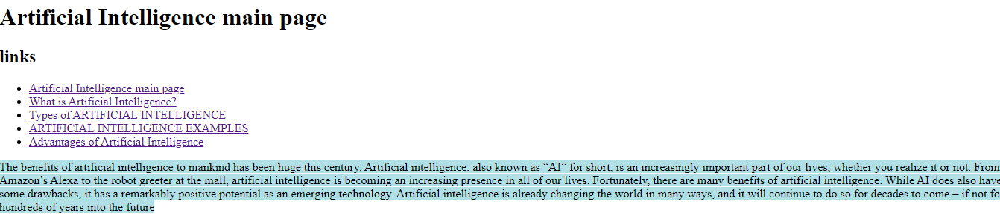 Artificial Intelligence main page
links
Artificial Intelligence main page
What is Artificial Intelligence?
Types of ARTIFICIAL INTELLIGENCE
ARTIFICIAL INTELLIGENCE EXAMPLES
Advantages of Artificial Intelligence
The benefits of artificial intelligence to mankind has been huge this century. Artificial intelligence, also known as “AI” for short, is an increasingly important part of our lives, whether you realize it or not. From
Amazon’s Alexa to the robot greeter at the mall, artificial intelligence is becoming an increasing presence in all of our lives. Fortunately, there are many benefits of artificial intelligence. While AI does also have
some drawbacks, it has a remarkably positive potential as an emerging technology. Artificial intelligence is already changing the world in many ways, and it will continue to do so for decades to come – if not fo
hundreds of years into the future